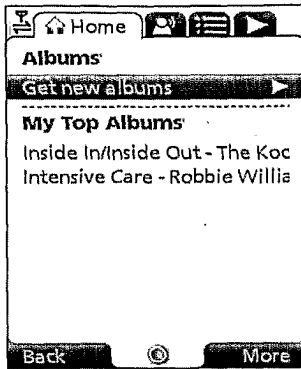 Home
Albums
Get new albums
My Top Albums
Inside In/Inside Out - The Koo
Intensive Care - Robbie Willia
Back
More